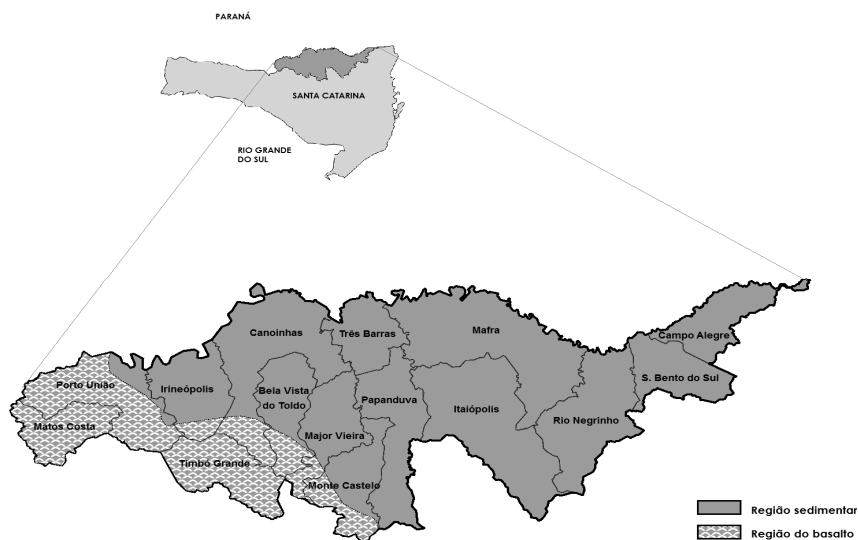 PARANÁ
SANTA CATARINA
RIO GRANDE
DO SUL
Canoinhas
Três Barras
Mafra
Campo Alegre
Porto União
Irineópolis
Bela Vista
do Toldo
Papanduva
Itaiópolis
S. Bento do Sul
Matos Costa
Major Vieira
Rio Negrinho
Timbó Grande
Monte Castelo
Região sedimentar
Região do basalto